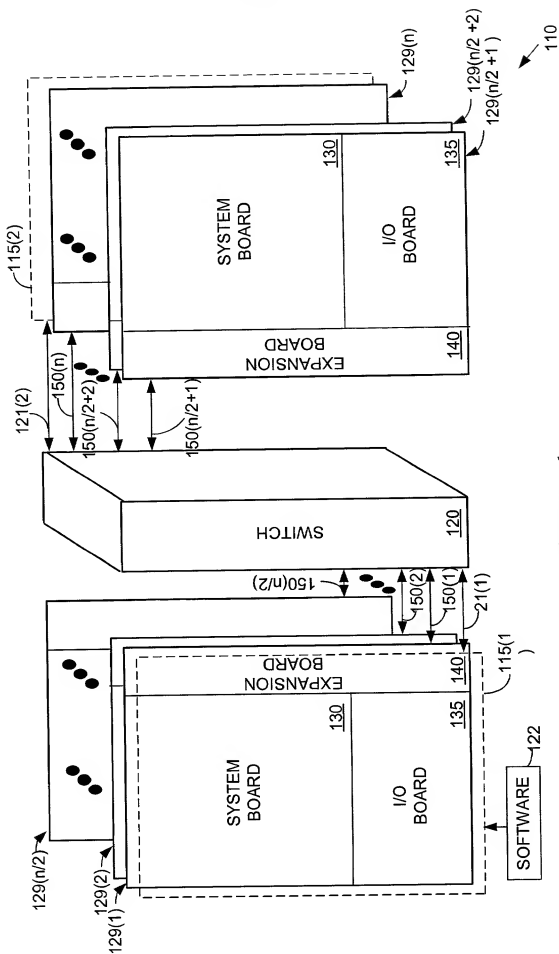 129(n/2)
129(2)
129(1)
SYSTEM
BOARD
130
I/O
BOARD
135
EXPANSION
BOARD
140
SOFTWARE
122
115(1
)
150(n/2)
150(2)
150(1)
21(1)
SWITCH
120
121(2)
150(n)
150(n/2+2)
150(n/2+1)
115(2)
EXPANSION
BOARD
140
SYSTEM
BOARD
130
I/O
BOARD
135
129(n)
129(n/2 +2)
129(n/2 +1)
110